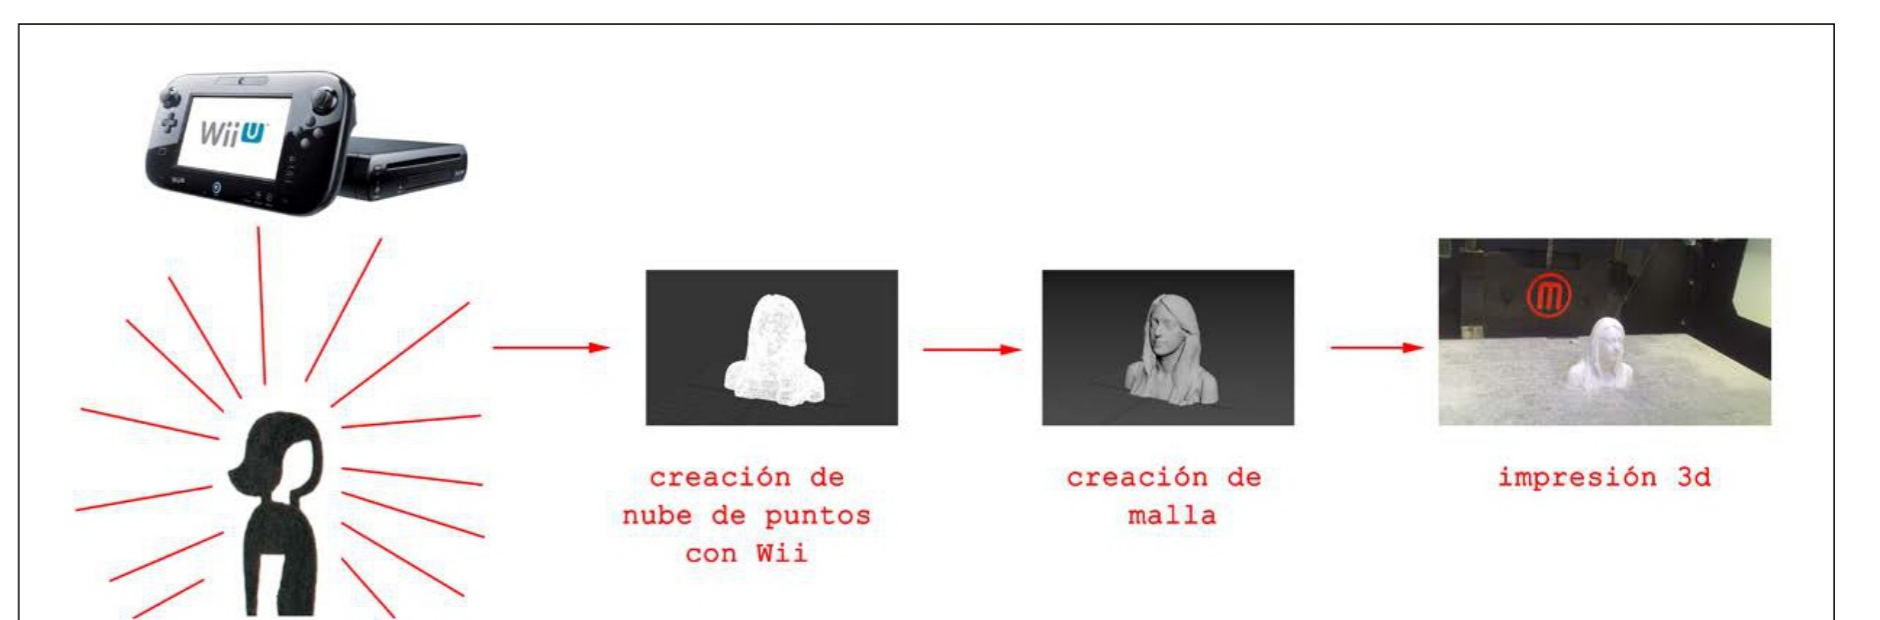 Wii U
creación de
nube de puntos
con Wii
creación de
malla
impresión 3d